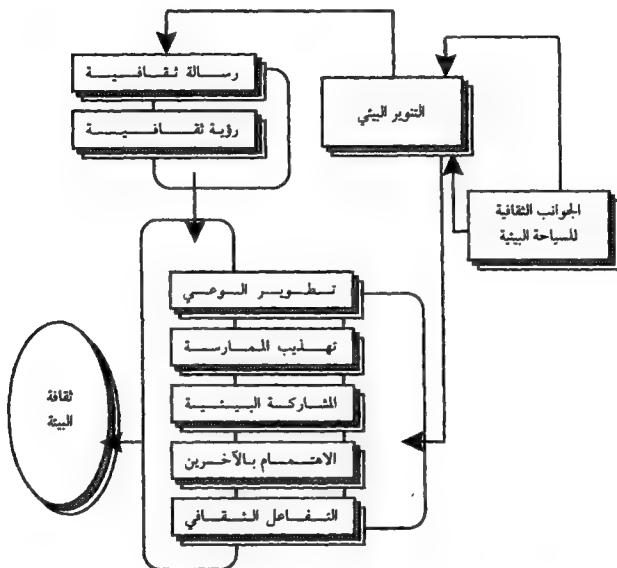 رسالة ثقافية
رؤية ثقافية
التنوير البيئي
الجوانب الثقافية
للسياحة البيئية
تطوير الوعي
تهذيب الممارسة
المشاركة البيئية
الاهتمام بالآخرين
التفاعل الثقافي
ثقافة
البيئة